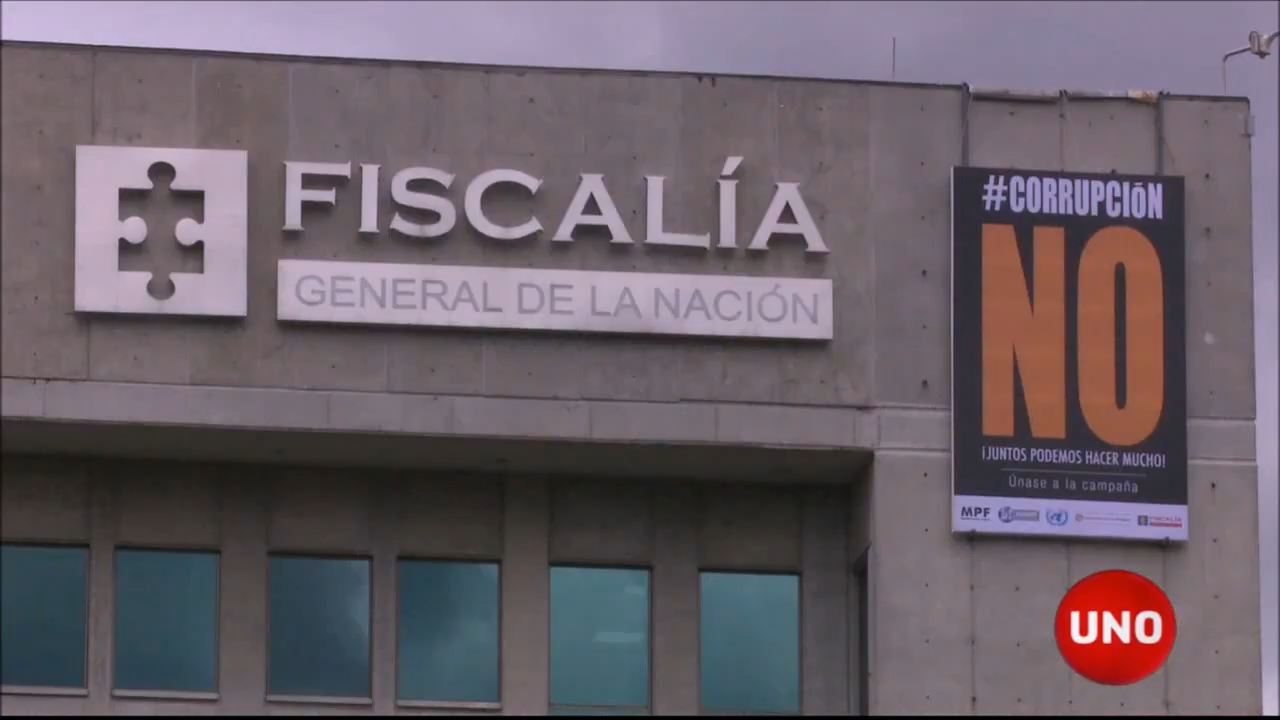 FISCALÍA
GENERAL DE LA NACIÓN
#CORRUPCIÓN
NO
¡JUNTOS PODEMOS HACER MUCHO!
Únase a la campaña
MPF
FISCALÍA
UNO